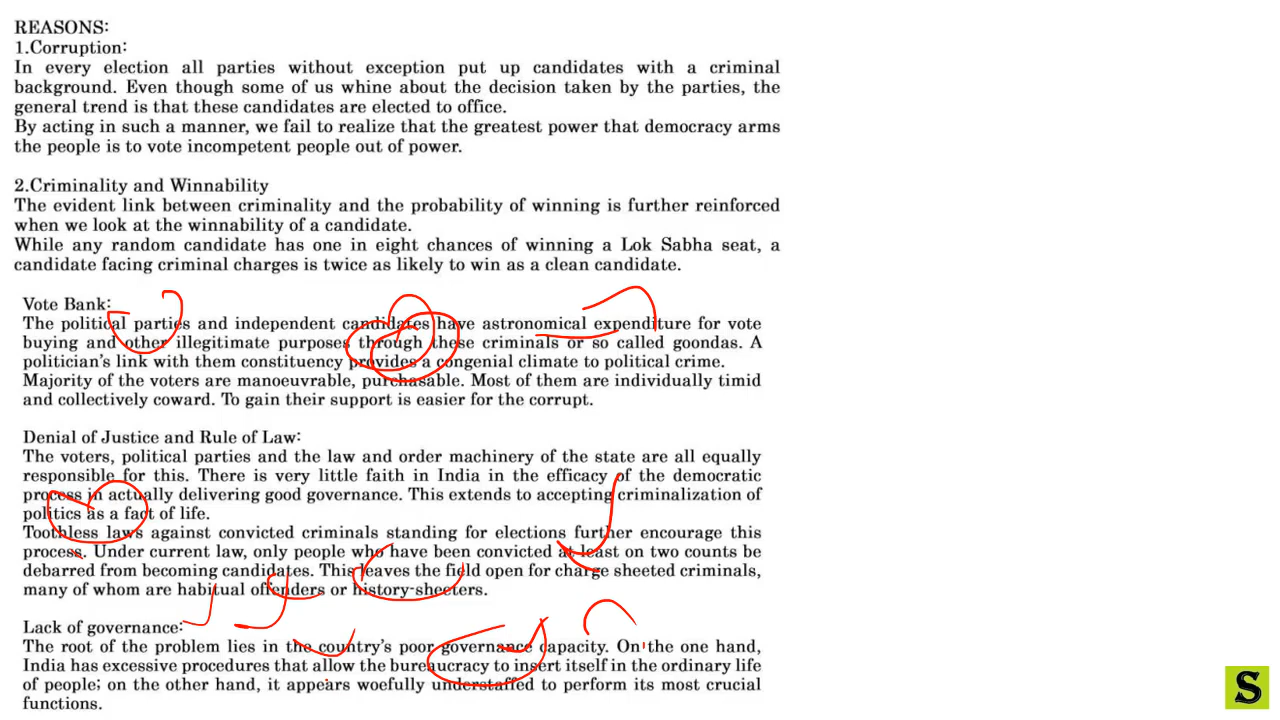 REASONS:
1.Corruption:
In every election all parties without exception put up candidates with a criminal
background. Even though some of us whine about the decision taken by the parties, the
general trend is that these candidates are elected to office.
By acting in such a manner, we fail to realize that the greatest power that democracy arms
the people is to vote incompetent people out of power.
2.Criminality and Winnability
The evident link between criminality and the probability of winning is further reinforced
when we look at the winnability of a candidate.
While any random candidate has one in eight chances of winning a Lok Sabha seat, a
candidate facing criminal charges is twice as likely to win as a clean candidate.
Vote Bank:
The political parties and independent candidates have astronomical expenditure for vote
buying and other illegitimate purposes through these criminals or so called goondas. A
politician's link with them constituency provides a congenial climate to political crime.
Majority of the voters are manoeuvrable, purchasable. Most of them are individually timid
and collectively coward. To gain their support is easier for the corrupt.
Denial of Justice and Rule of Law:
The voters, political parties and the law and order machinery of the state are all equally
responsible for this. There is very little faith in India in the efficacy of the democratic
process in actually delivering good governance. This extends to accepting criminalization of
politics as a fact of life.
Toothless laws against convicted criminals standing for elections further encourage this
process. Under current law, only people who have been convicted at least on two counts be
debarred from becoming candidates. This leaves the field open for charge sheeted criminals,
many of whom are habitual offenders or history-sheeters.
Lack of governance:
The root of the problem lies in the country's poor governance capacity. On the one hand,
India has excessive procedures that allow the bureaucracy to insert itself in the ordinary life
of people; on the other hand, it appears woefully understaffed to perform its most crucial
functions.
S